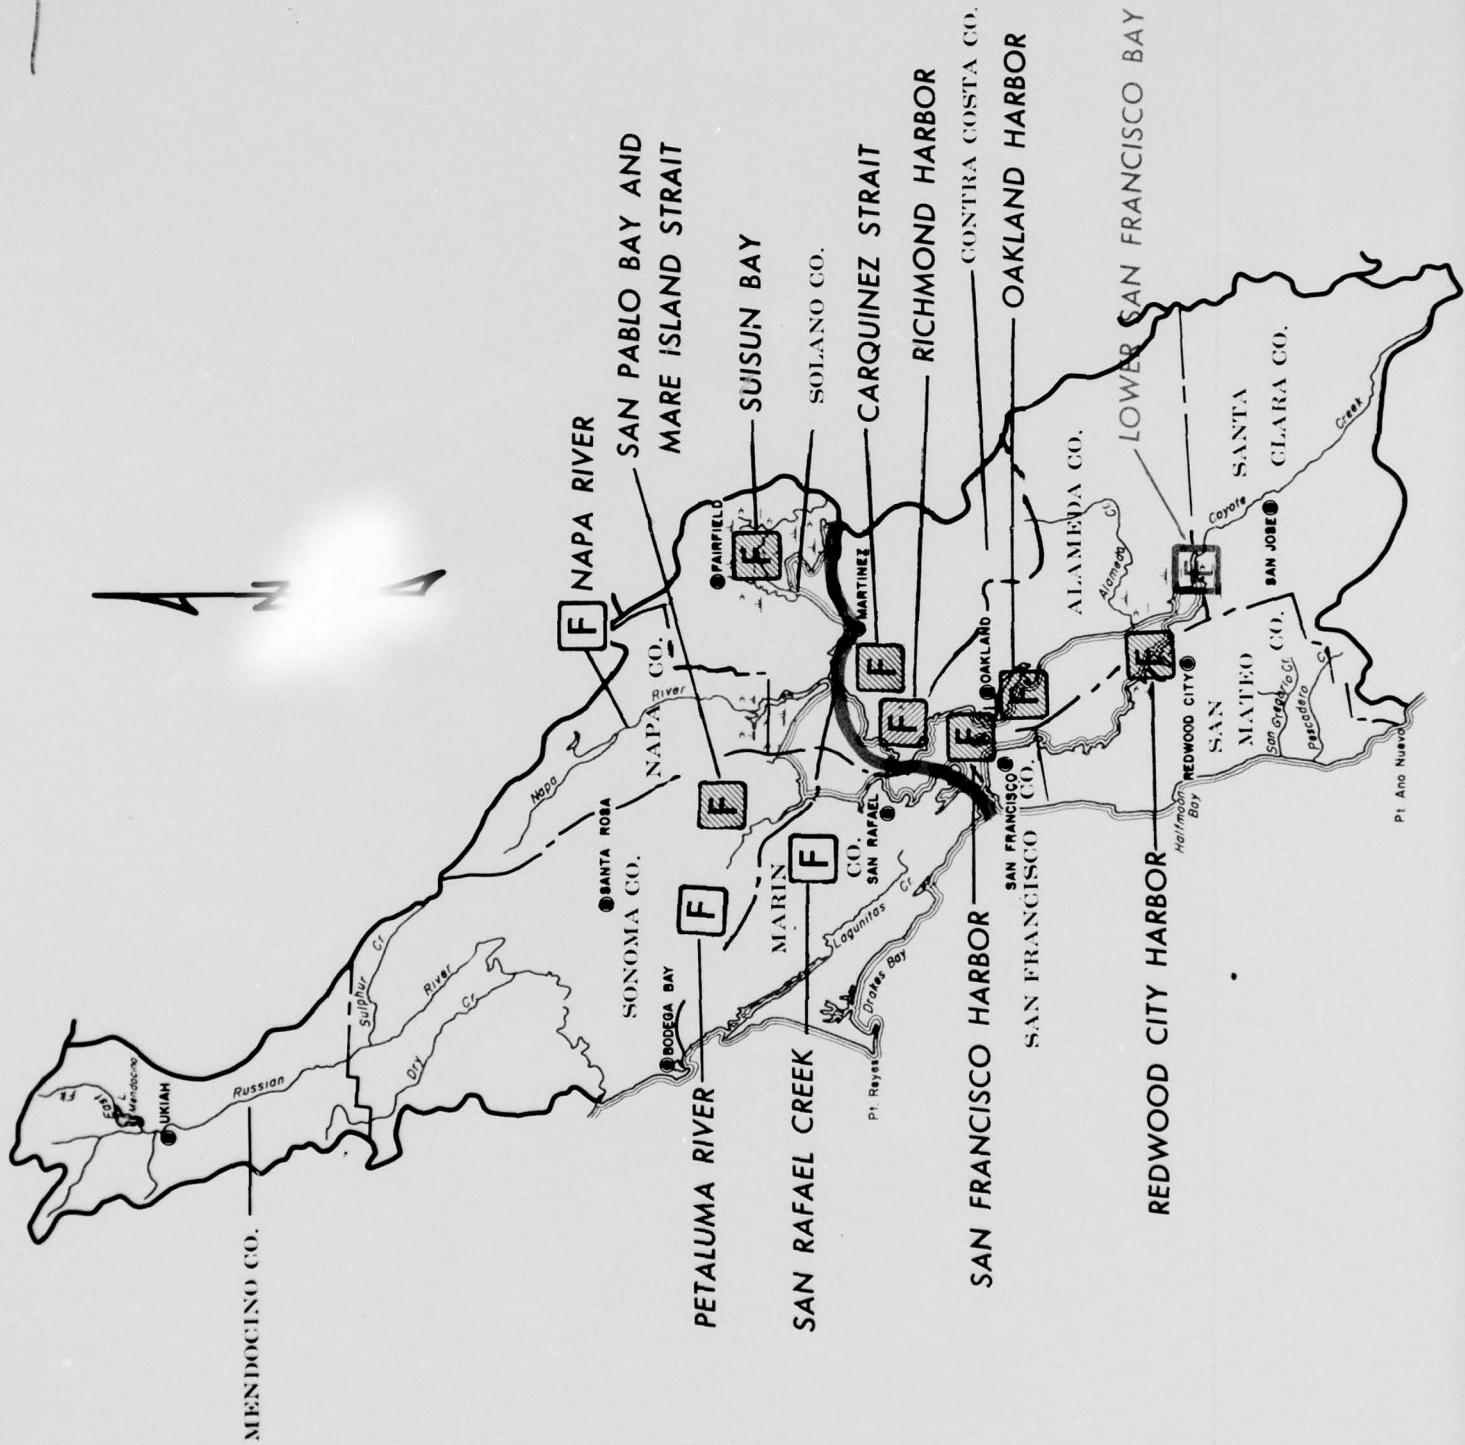 MENDOCINO CO.
Fk
East
L.
Mendocino
UKIAH
Russian
River
Sulphur Cr
Dry Cr
NAPA RIVER
F
SAN PABLO BAY AND
MARE ISLAND STRAIT
F
SUISUN BAY
F
SOLANO CO.
CARQUINEZ STRAIT
F
RICHMOND HARBOR
F
CONTRA COSTA CO.
OAKLAND HARBOR
F
LOWER SAN FRANCISCO BAY
FAIRFIELD
MARTINEZ
NAPA CO.
Napa
River
SANTA ROSA
SONOMA CO.
BODEGA BAY
PETALUMA RIVER
F
MARIN
CO.
SAN RAFAEL CREEK
F
SAN RAFAEL
Lagunitas Cr
Drakes Bay
Pt. Reyes
OAKLAND
SAN FRANCISCO
SAN FRANCISCO CO.
SAN FRANCISCO HARBOR
F
ALAMEDA CO.
Alameda Cr
SANTA
CLARA CO.
Coyote Creek
SAN JOSE
REDWOOD CITY
REDWOOD CITY HARBOR
F
Halfmoon
Bay
SAN
MATEO CO.
San Gregorio Cr
Pescadero Cr
Pt. Ano Nuevo